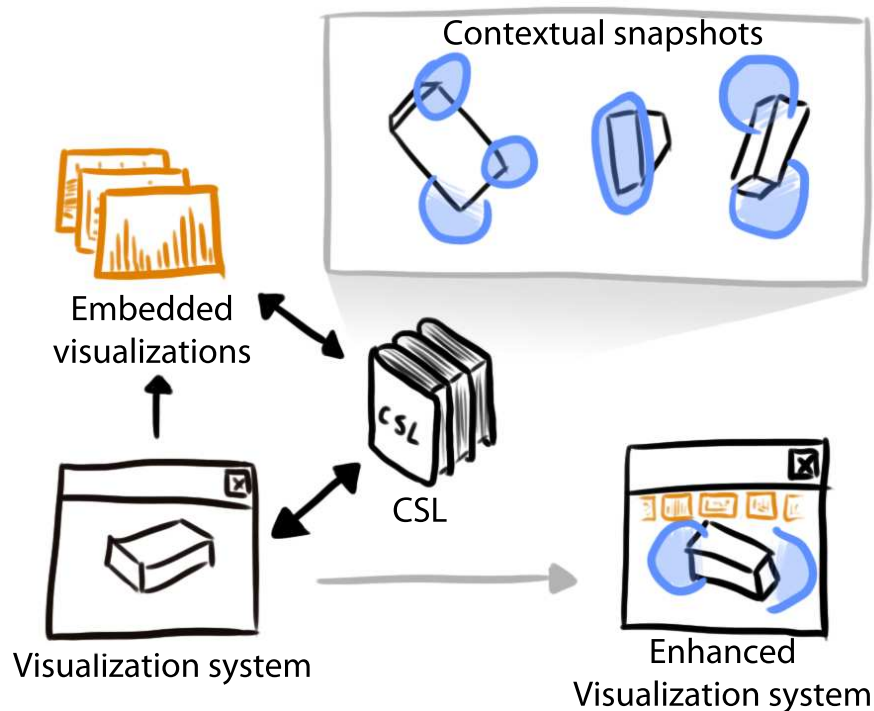 Contextual snapshots
Embedded
visualizations
CSL
CSL
Visualization system
Enhanced
Visualization system